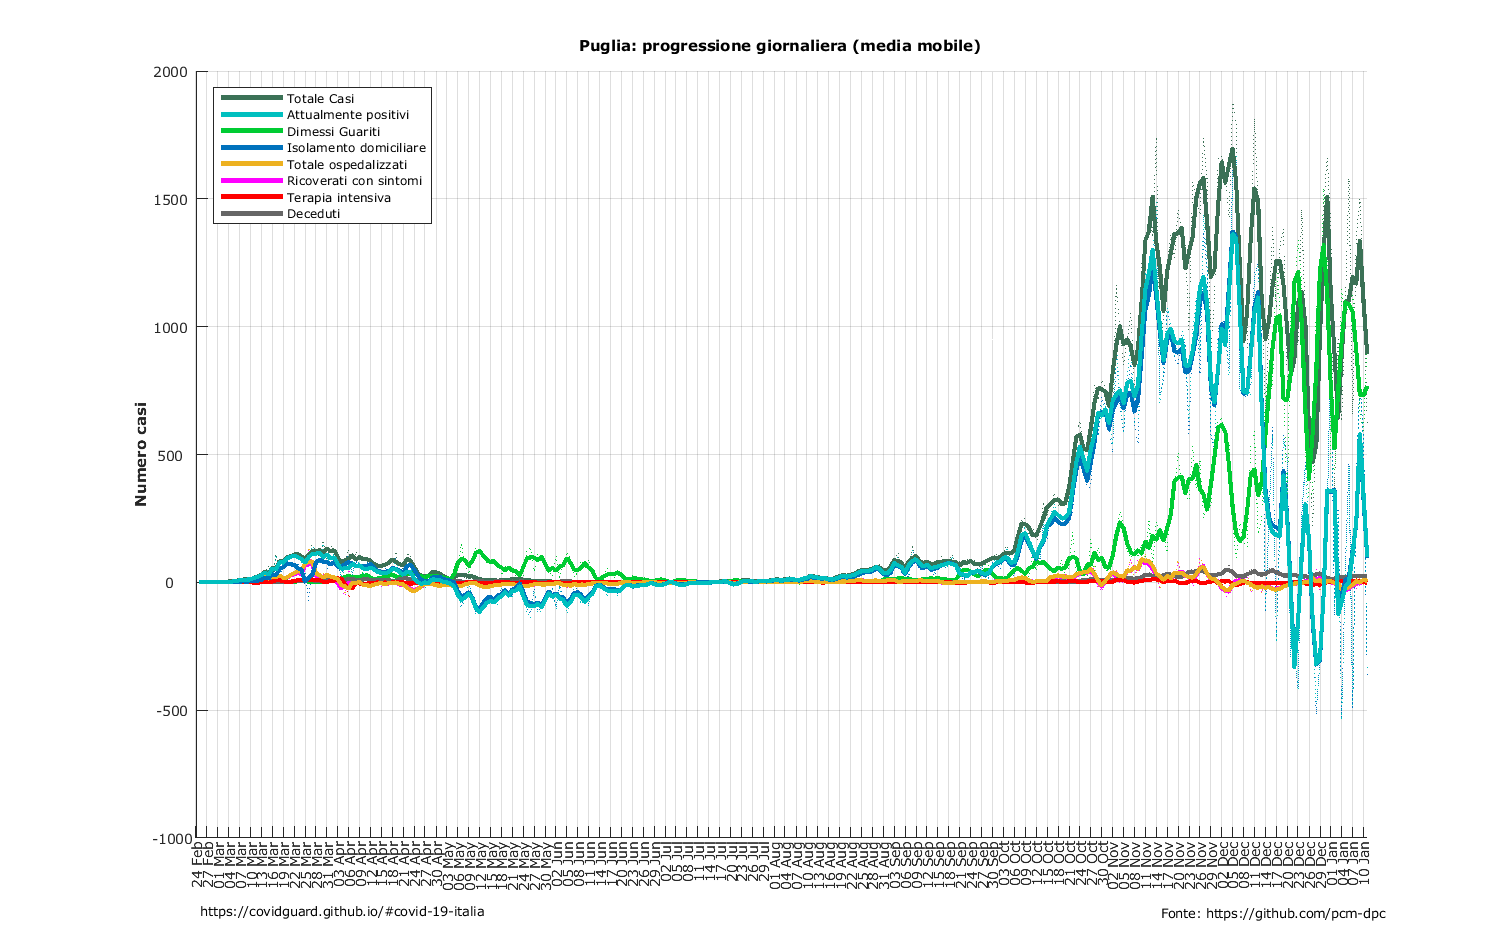 Puglia: progressione giornaliera (media mobile)
2000
1500
1000
500
0
-500
-1000
Numero casi
Totale Casi
Attualmente positivi
Dimessi Guariti
Isolamento domiciliare
Totale ospedalizzati
Ricoverati con sintomi
Terapia intensiva
Deceduti
24 Feb
27 Feb
01 Mar
04 Mar
07 Mar
10 Mar
13 Mar
16 Mar
19 Mar
22 Mar
25 Mar
28 Mar
31 Mar
03 Apr
06 Apr
09 Apr
12 Apr
15 Apr
18 Apr
21 Apr
24 Apr
27 Apr
30 Apr
03 May
06 May
09 May
12 May
15 May
18 May
21 May
24 May
27 May
30 May
02 Jun
05 Jun
08 Jun
11 Jun
14 Jun
17 Jun
20 Jun
23 Jun
26 Jun
29 Jun
02 Jul
05 Jul
08 Jul
11 Jul
14 Jul
17 Jul
20 Jul
23 Jul
26 Jul
29 Jul
01 Aug
04 Aug
07 Aug
10 Aug
13 Aug
16 Aug
19 Aug
22 Aug
25 Aug
28 Aug
31 Aug
03 Sep
06 Sep
09 Sep
12 Sep
15 Sep
18 Sep
21 Sep
24 Sep
27 Sep
30 Sep
03 Oct
06 Oct
09 Oct
12 Oct
15 Oct
18 Oct
21 Oct
24 Oct
27 Oct
30 Oct
02 Nov
05 Nov
08 Nov
11 Nov
14 Nov
17 Nov
20 Nov
23 Nov
26 Nov
29 Nov
02 Dec
05 Dec
08 Dec
11 Dec
14 Dec
17 Dec
20 Dec
23 Dec
26 Dec
29 Dec
01 Jan
04 Jan
07 Jan
10 Jan
https://covidguard.github.io/#covid-19-italia
Fonte: https://github.com/pcm-dpc